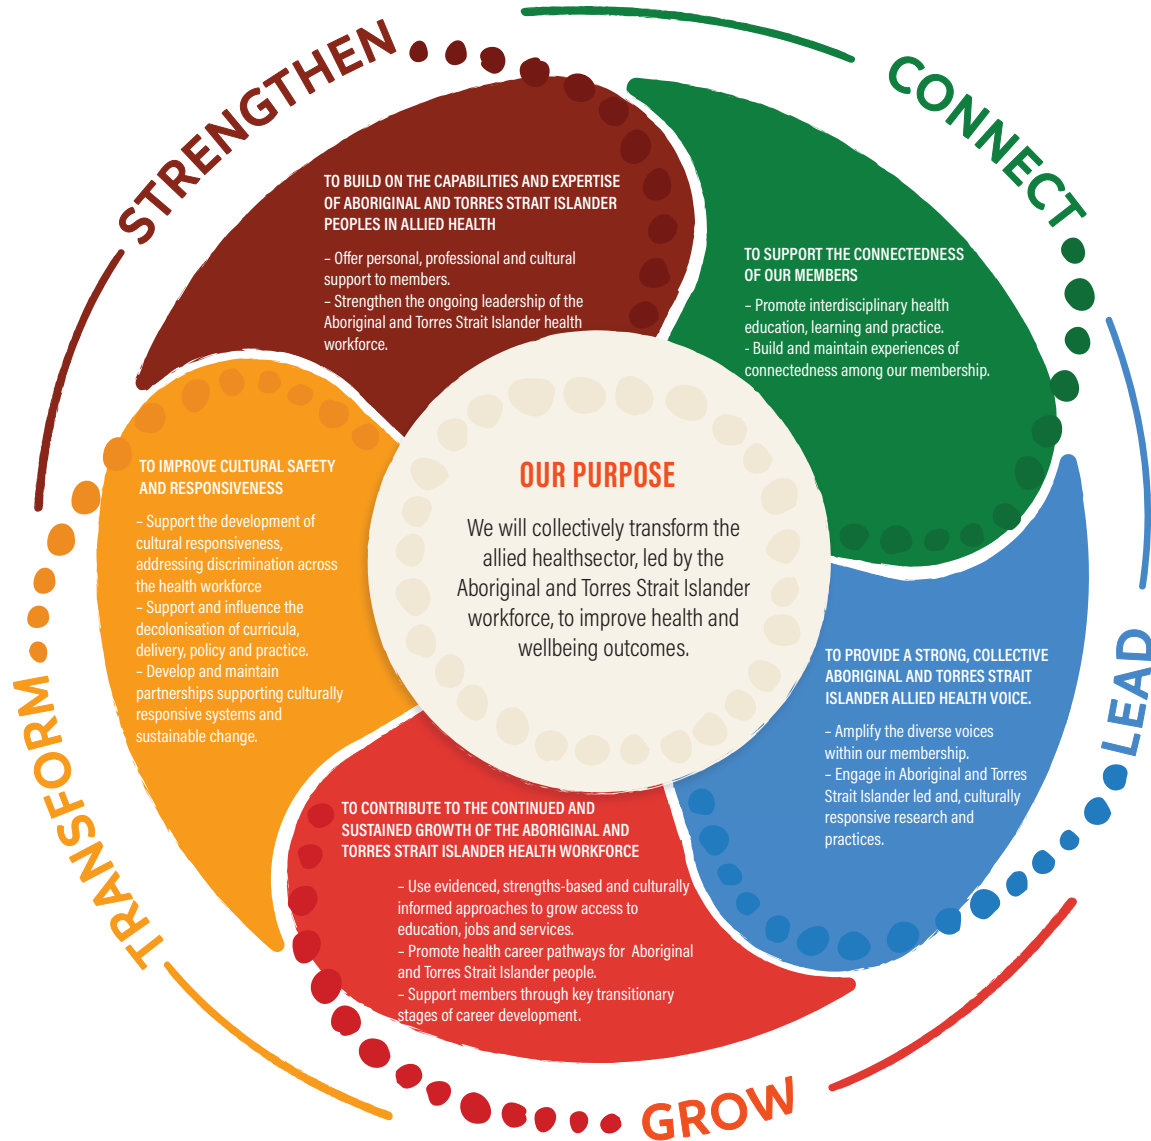 STRENGTHEN
TO BUILD ON THE CAPABILITIES AND EXPERTISE
OF ABORIGINAL AND TORRES STRAIT ISLANDER
PEOPLES IN ALLIED HEALTH
– Offer personal, professional and cultural
support to members.
– Strengthen the ongoing leadership of the
Aboriginal and Torres Strait Islander health
workforce.
CONNECT
TO SUPPORT THE CONNECTEDNESS
OF OUR MEMBERS
– Promote interdisciplinary health
education, learning and practice.
- Build and maintain experiences of
connectedness among our membership.
OUR PURPOSE
We will collectively transform the
allied healthsector, led by the
Aboriginal and Torres Strait Islander
workforce, to improve health and
wellbeing outcomes.
LEAD
TO PROVIDE A STRONG, COLLECTIVE
ABORIGINAL AND TORRES STRAIT
ISLANDER ALLIED HEALTH VOICE.
– Amplify the diverse voices
within our membership.
– Engage in Aboriginal and Torres
Strait Islander led and, culturally
responsive research and
practices.
GROW
TO CONTRIBUTE TO THE CONTINUED AND
SUSTAINED GROWTH OF THE ABORIGINAL AND
TORRES STRAIT ISLANDER HEALTH WORKFORCE
– Use evidenced, strengths-based and culturally
informed approaches to grow access to
education, jobs and services.
– Promote health career pathways for  Aboriginal
and Torres Strait Islander people.
– Support members through key transitionary
stages of career development.
TRANSFORM
TO IMPROVE CULTURAL SAFETY
AND RESPONSIVENESS
– Support the development of
cultural responsiveness,
addressing discrimination across
the health workforce
– Support and influence the
decolonisation of curricula,
delivery, policy and practice.
– Develop and maintain
partnerships supporting culturally
responsive systems and
sustainable change.